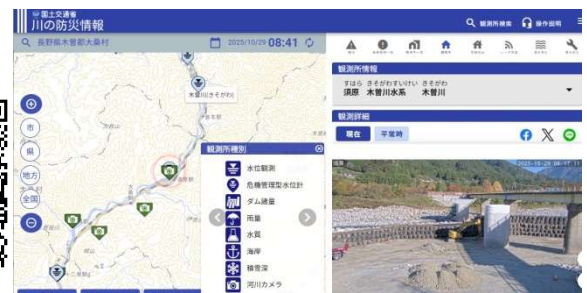 国土交通省
川の防災情報
観測所検索
操作説明
長野県木曽郡大桑村
2025/10/29 08:41
木曽川(きそがわ)
市
県
地方
全国
観測所種別
水位観測
危機管理型水位計
ダム諸量
雨量
水質
海岸
積雪深
河川カメラ
観測所情報
すはら きそがわすいけい きそがわ
須原 木曽川水系 木曽川
観測詳細
現在
平常時